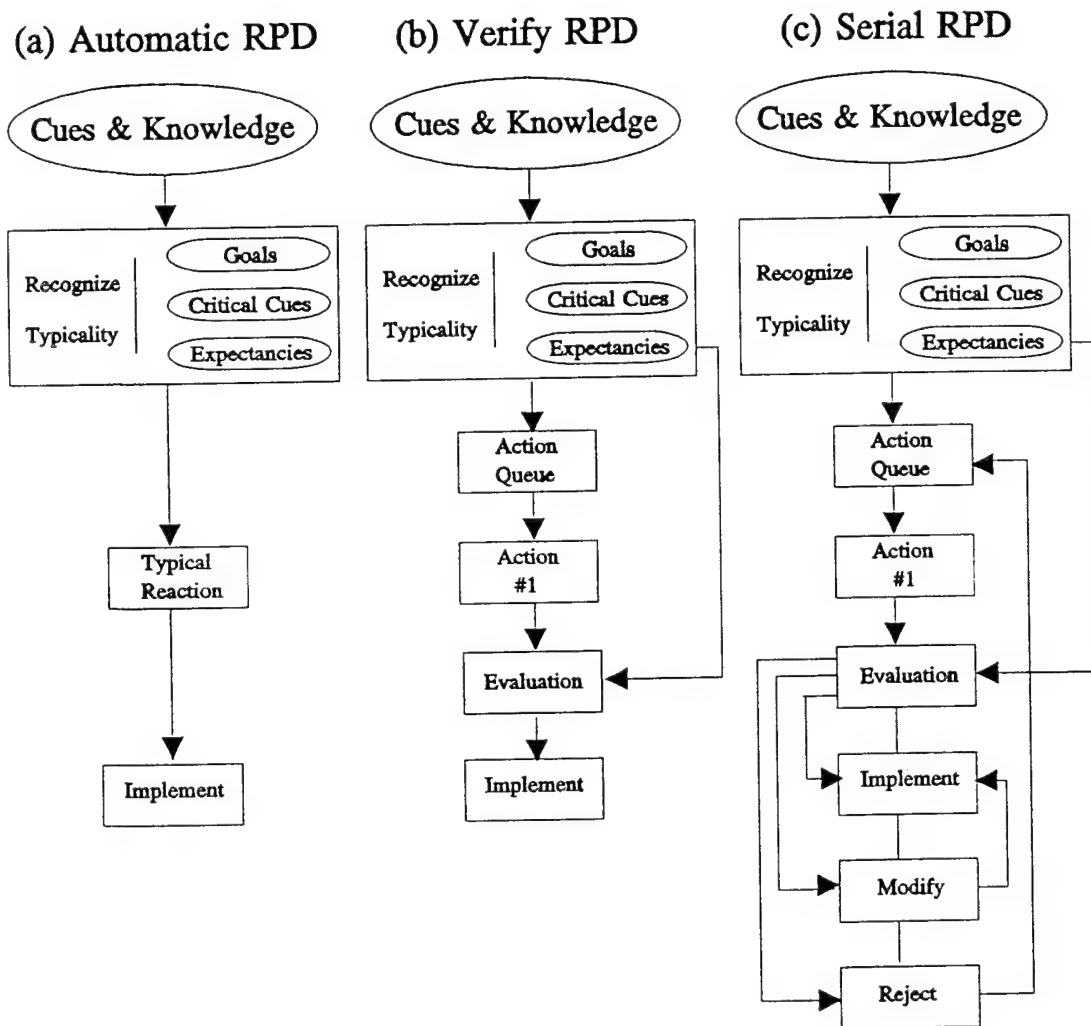 (a) Automatic RPD
Cues & Knowledge
Recognize
Typicality
Goals
Critical Cues
Expectancies
Typical
Reaction
Implement
(b) Verify RPD
Cues & Knowledge
Recognize
Typicality
Goals
Critical Cues
Expectancies
Action
Queue
Action
#1
Evaluation
Implement
(c) Serial RPD
Cues & Knowledge
Recognize
Typicality
Goals
Critical Cues
Expectancies
Action
Queue
Action
#1
Evaluation
Implement
Modify
Reject